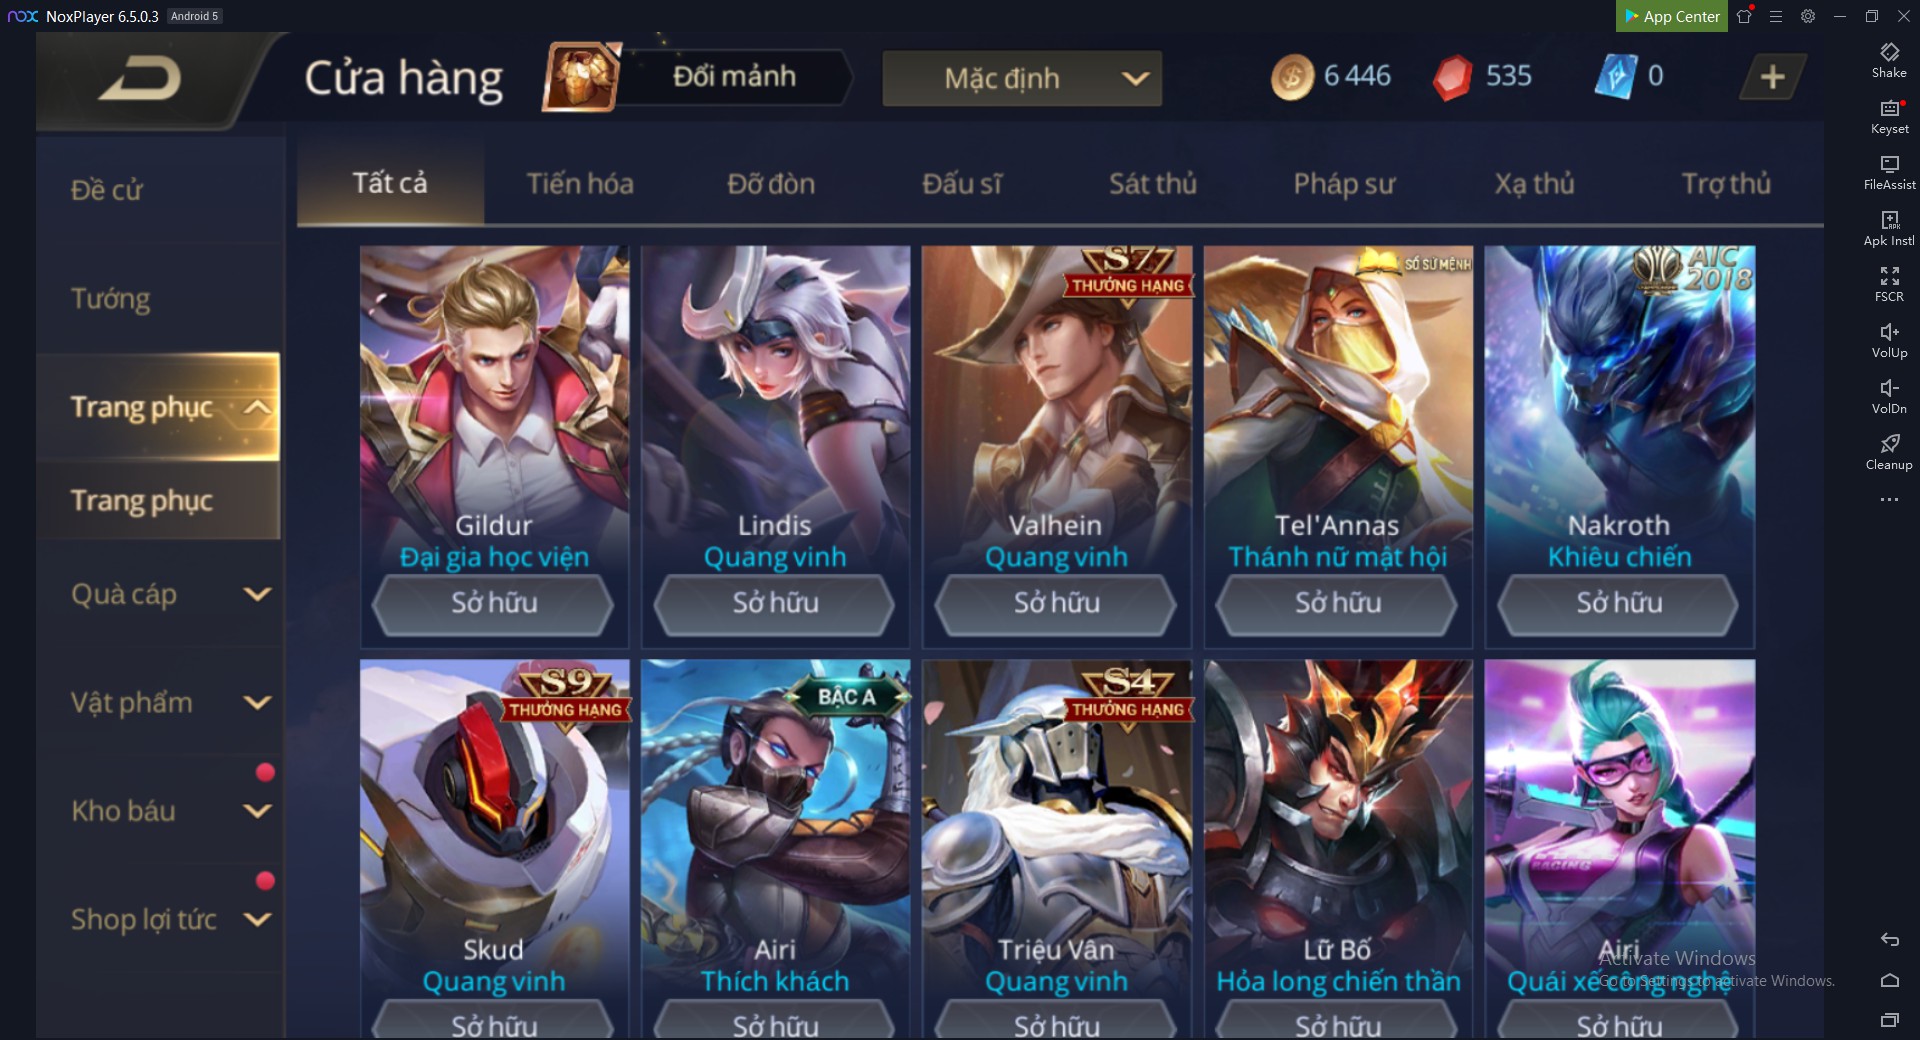 nox NoxPlayer 6.5.0.3 Android 5
App Center
Cửa hàng
Đổi mảnh
Mặc định
6 446
535
0
Shake
Keyset
FileAssist
Apk Instl
FSCR
VolUp
VolDn
Cleanup
Đề cử
Tướng
Trang phục
Trang phục
Quà cáp
Vật phẩm
Kho báu
Shop lợi tức
Tất cả
Tiến hóa
Đỡ đòn
Đấu sĩ
Sát thủ
Pháp sư
Xạ thủ
Trợ thủ
Gildur
Đại gia học viện
Sở hữu
Lindis
Quang vinh
Sở hữu
S7
THƯỞNG HẠNG
Valhein
Quang vinh
Sở hữu
SỔ SỨ MỆNH
Tel'Annas
Thánh nữ mật hội
Sở hữu
AIC
2018
Nakroth
Khiêu chiến
Sở hữu
S9
THƯỞNG HẠNG
Skud
Quang vinh
Sở hữu
BẬC A
Airi
Thích khách
Sở hữu
S4
THƯỞNG HẠNG
Triệu Vân
Quang vinh
Sở hữu
Lữ Bố
Hỏa long chiến thần
Sở hữu
RACING
Airi
Quái xế công nghệ
Sở hữu
Activate Windows
Go to Settings to activate Windows.